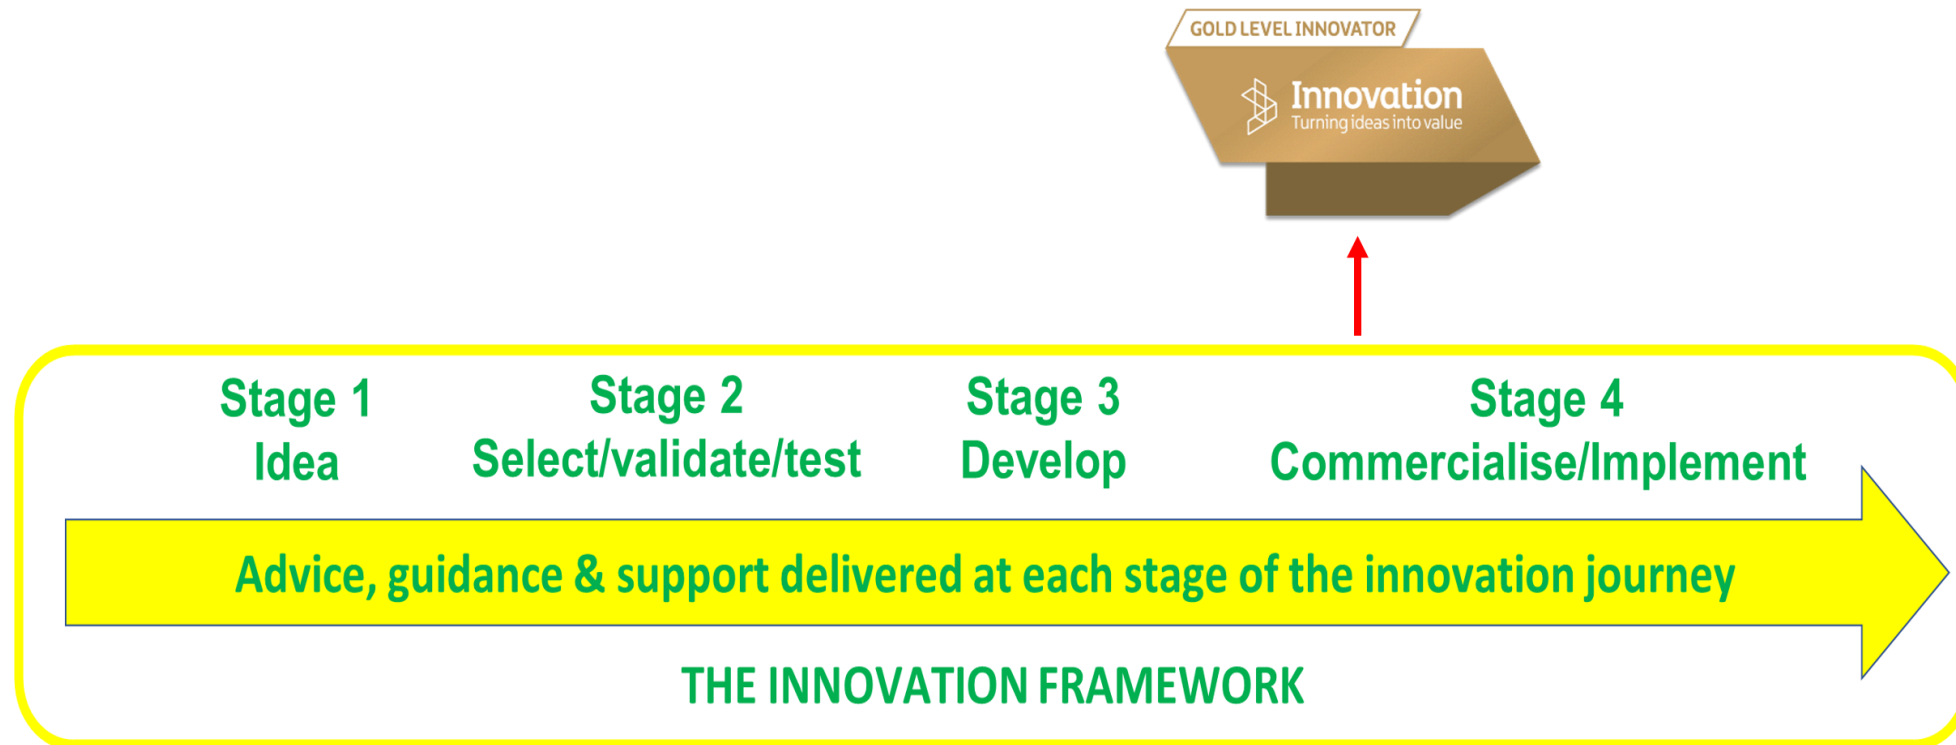 GOLD LEVEL INNOVATOR
Innovation
Turning ideas into value
Stage 1
Idea
Stage 2
Select/validate/test
Stage 3
Develop
Stage 4
Commercialise/Implement
Advice, guidance & support delivered at each stage of the innovation journey
THE INNOVATION FRAMEWORK